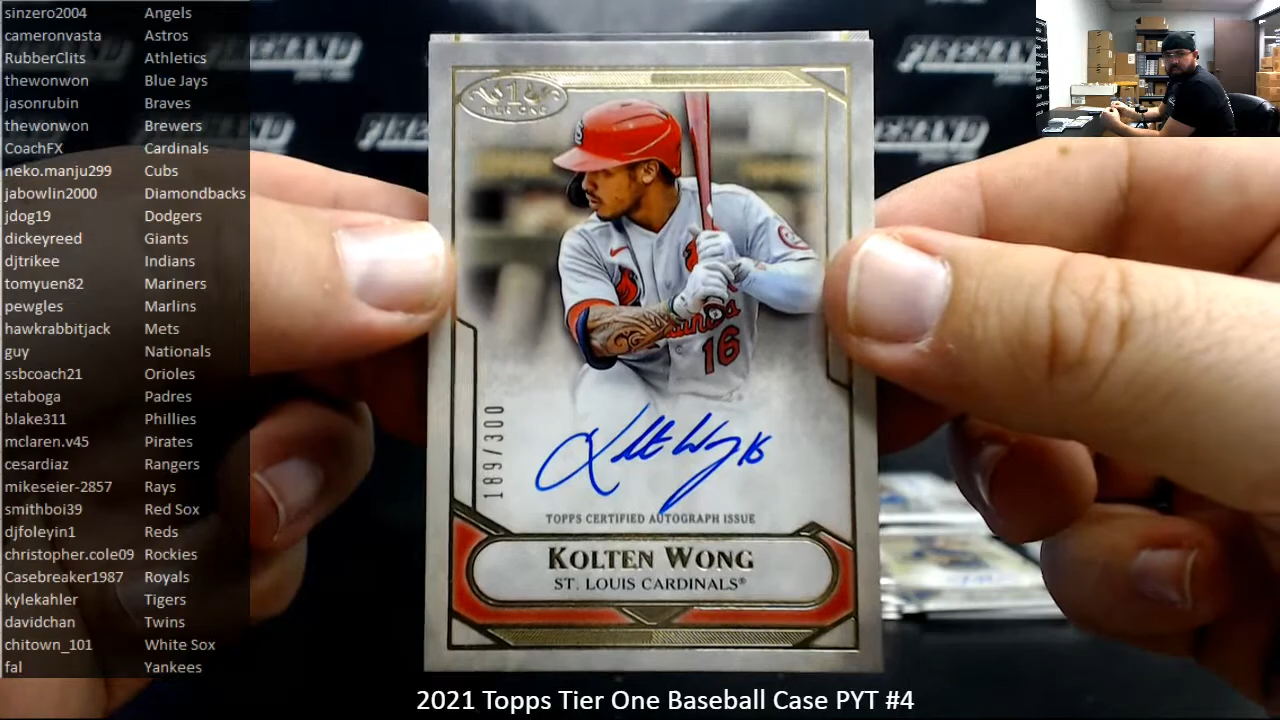 sinzero2004 Angels
cameronvasta Astros
RubberClits Athletics
thewonwon Blue Jays
jasonrubin Braves
thewonwon Brewers
CoachFX Cardinals
neko.manju299 Cubs
jabowlin2000 Diamondbacks
jdog19 Dodgers
dickeyreed Giants
djtrikee Indians
tomyuen82 Mariners
pewgles Marlins
hawkrabbitjack Mets
guy Nationals
ssbcoach21 Orioles
etaboga Padres
blake311 Phillies
mclaren.v45 Pirates
cesardiaz Rangers
mikeseier-2857 Rays
smithboi39 Red Sox
djfoleyin1 Reds
christopher.cole09 Rockies
Casebreaker1987 Royals
kylekahler Tigers
davidchan Twins
chitown_101 White Sox
fal Yankees
1
TIER ONE
16
189/300
TOPPS CERTIFIED AUTOGRAPH ISSUE
KOLTEN WONG
ST. LOUIS CARDINALS®
2021 Topps Tier One Baseball Case PYT #4